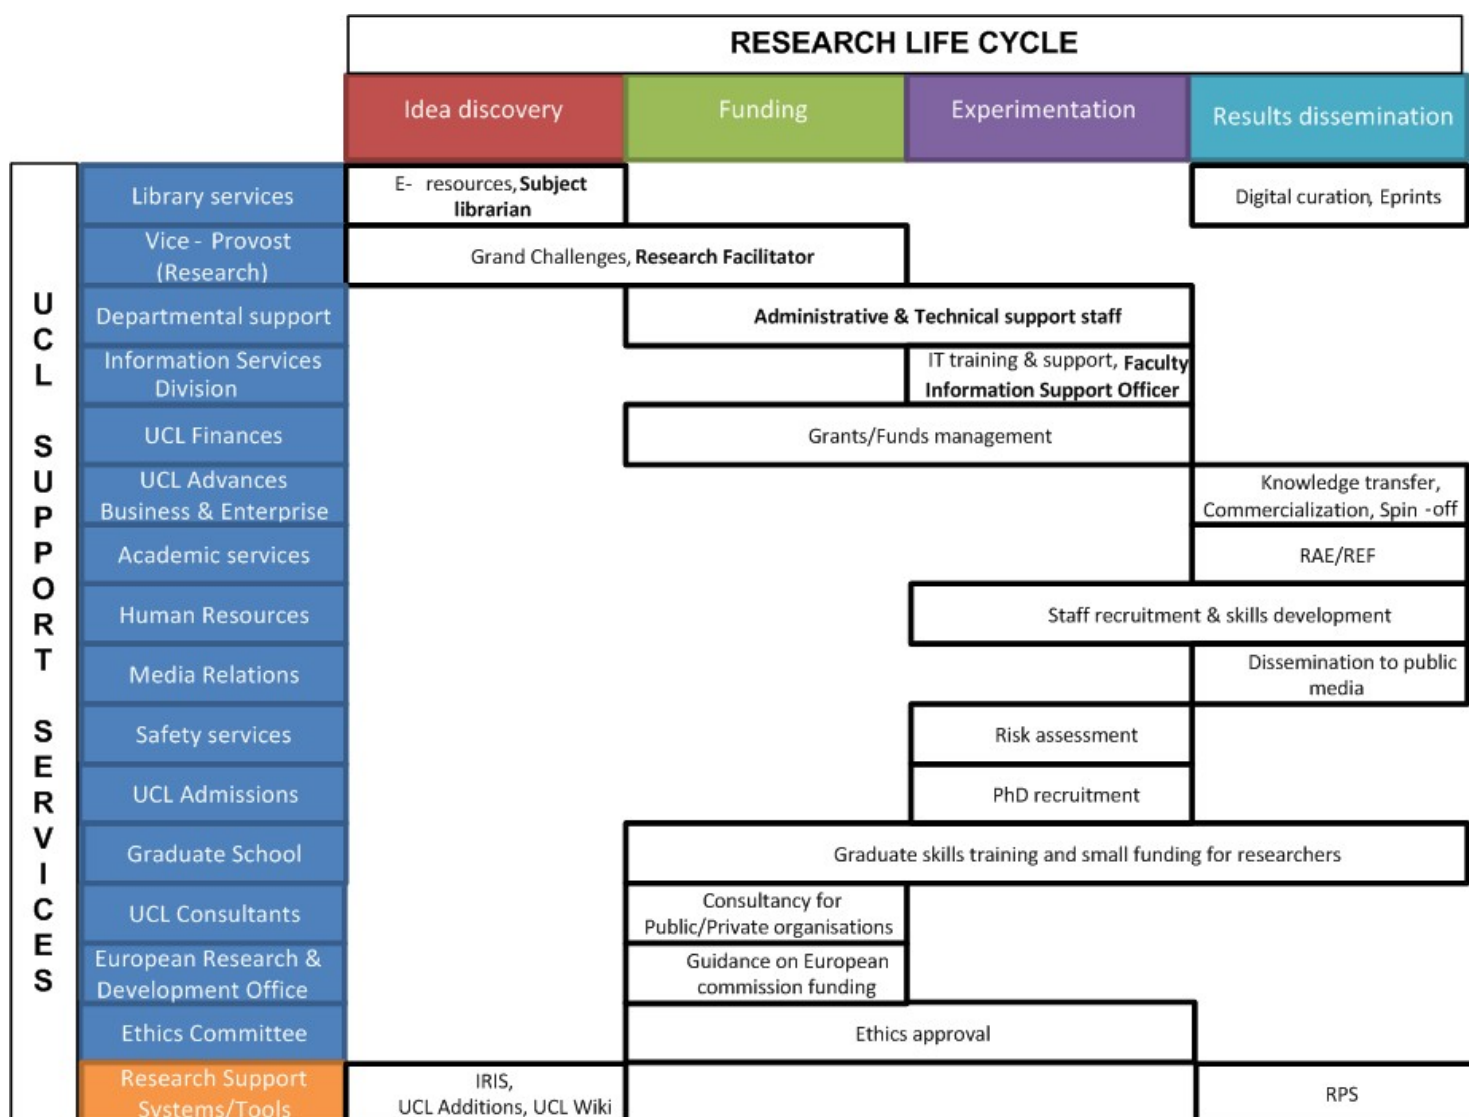 RESEARCH LIFE CYCLE
Idea discovery
Funding
Experimentation
Results dissemination
UCL SUPPORT SERVICES
Library services
E- resources, Subject
librarian
Digital curation, Eprints
Vice - Provost
(Research)
Grand Challenges, Research Facilitator
Departmental support
Administrative & Technical support staff
Information Services
Division
IT training & support, Faculty
Information Support Officer
UCL Finances
Grants/Funds management
UCL Advances
Business & Enterprise
Knowledge transfer,
Commercialization, Spin -off
Academic services
RAE/REF
Human Resources
Staff recruitment & skills development
Media Relations
Dissemination to public
media
Safety services
Risk assessment
UCL Admissions
PhD recruitment
Graduate School
Graduate skills training and small funding for researchers
UCL Consultants
Consultancy for
Public/Private organisations
European Research &
Development Office
Guidance on European
commission funding
Ethics Committee
Ethics approval
Research Support
Systems/Tools
IRIS,
UCL Additions, UCL Wiki
RPS